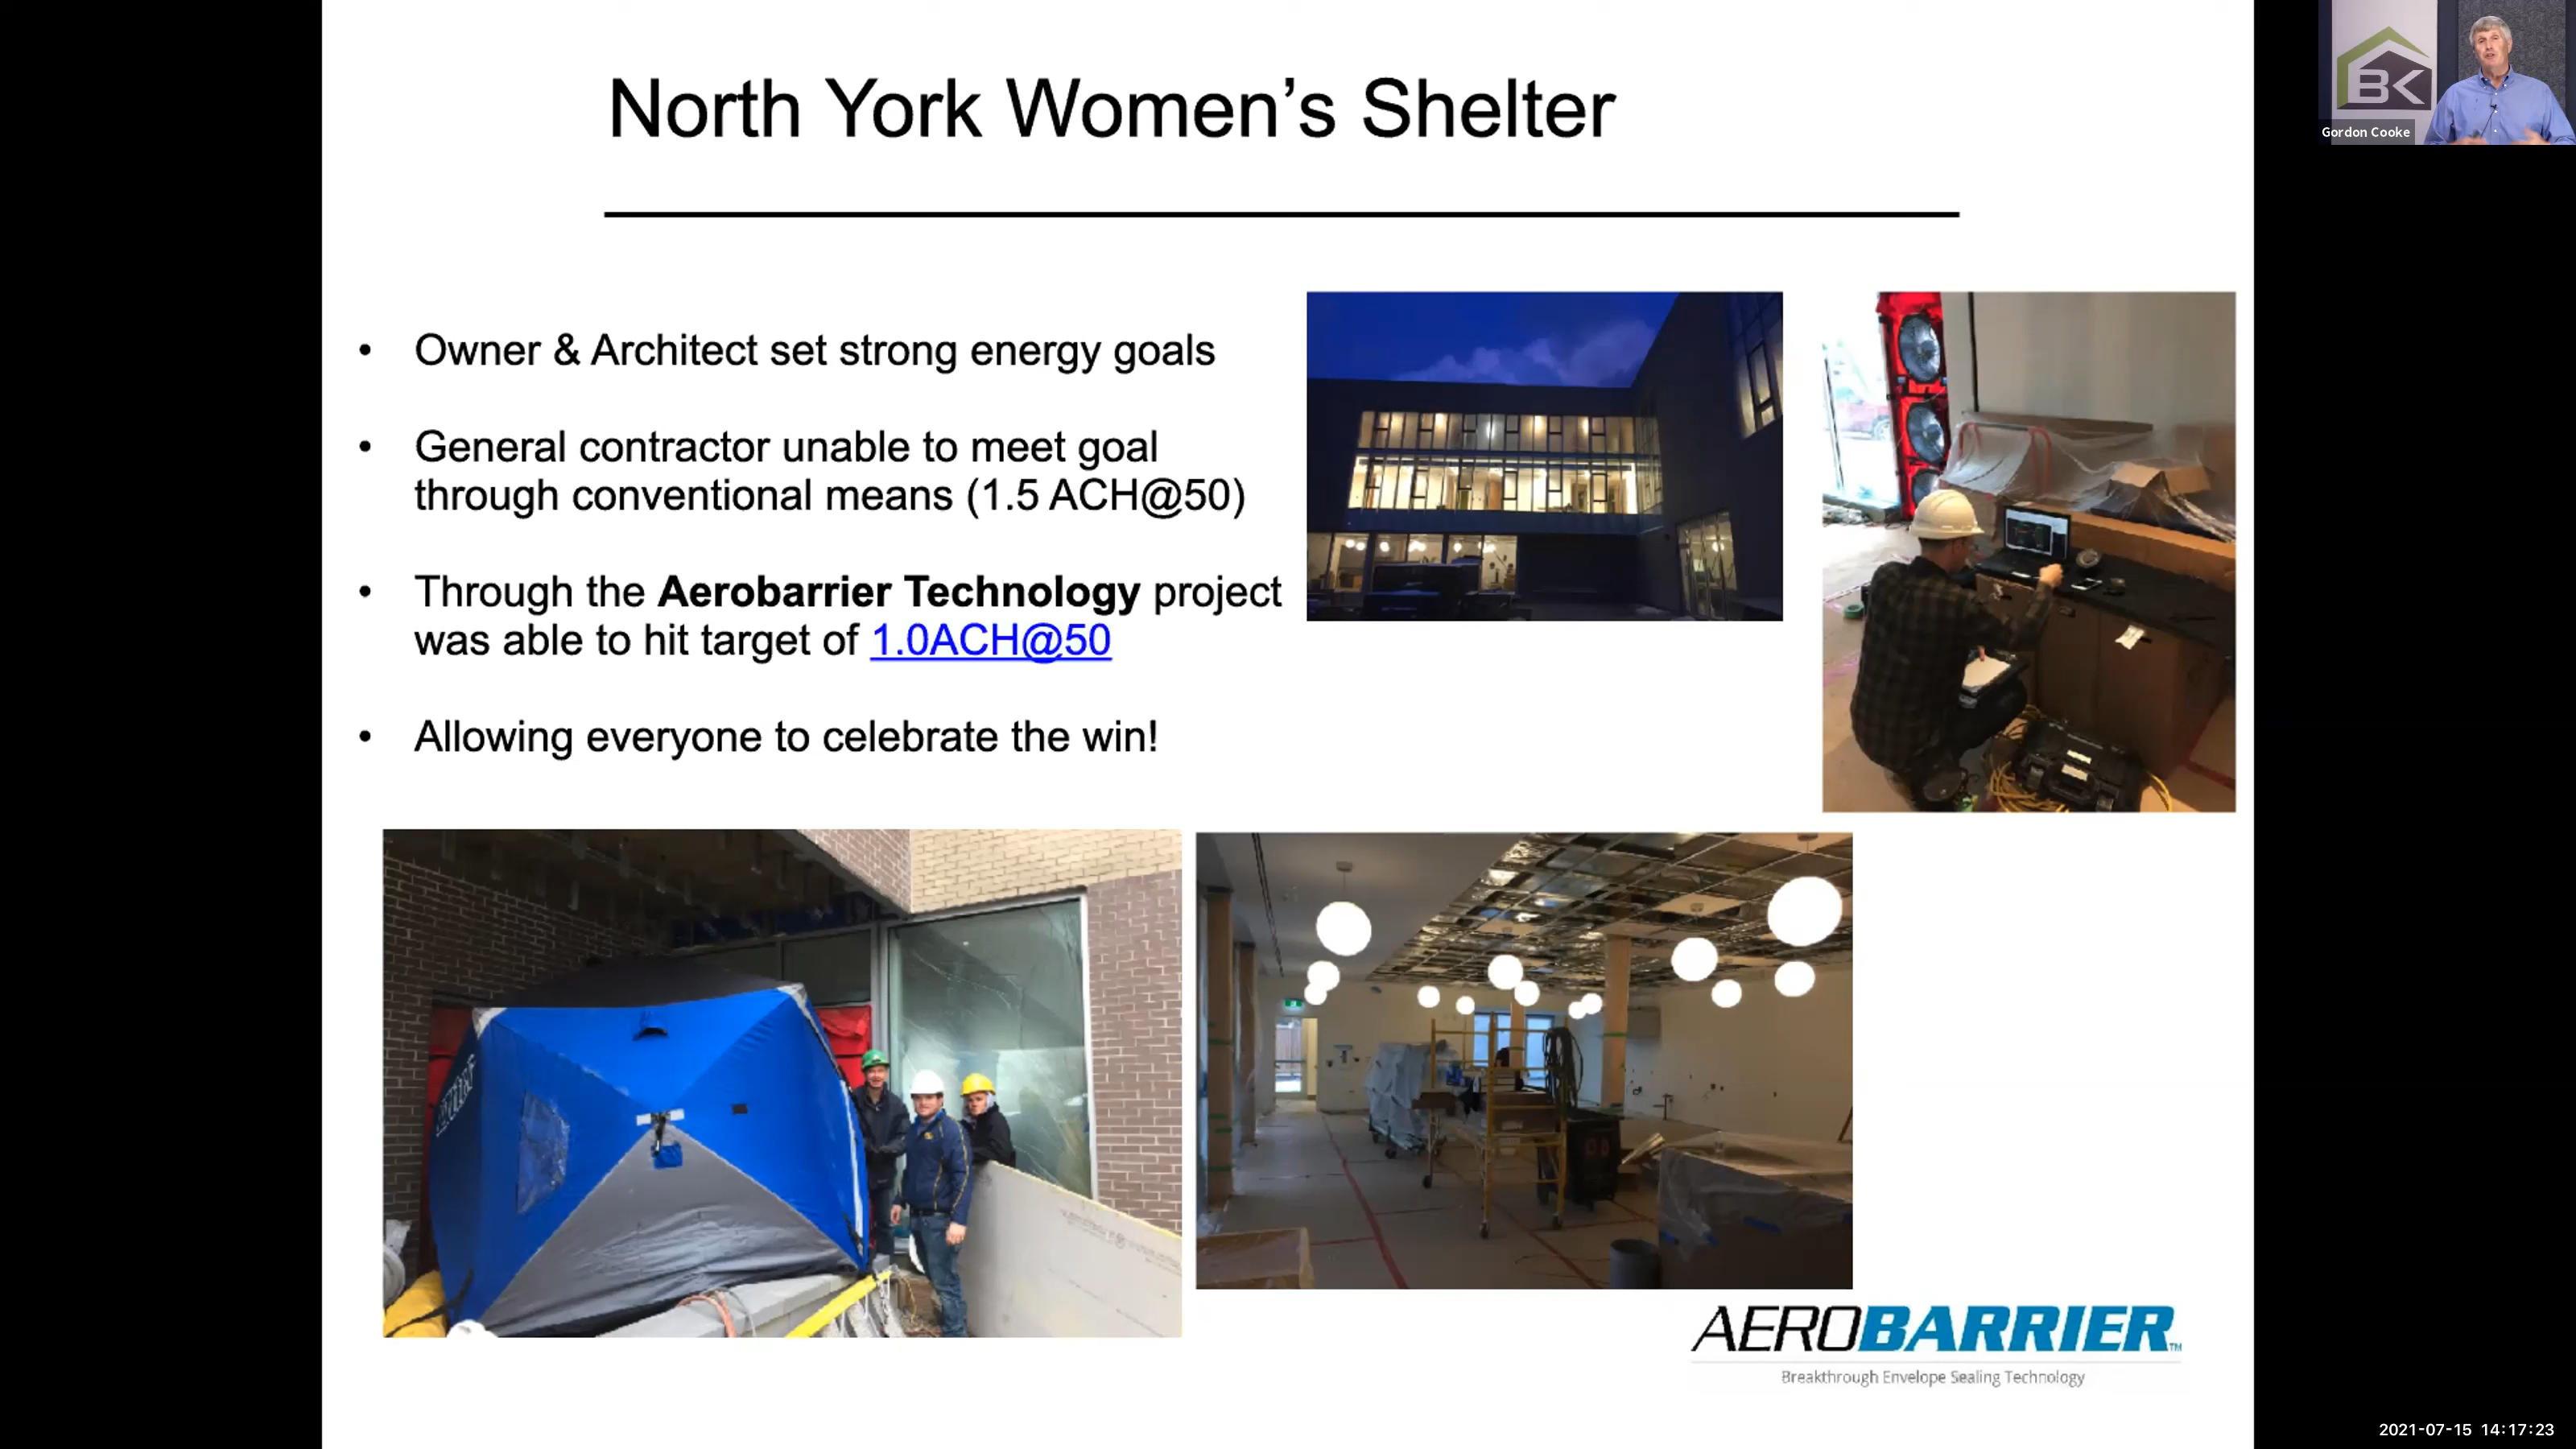 North York Women’s Shelter
• Owner & Architect set strong energy goals
• General contractor unable to meet goal
through conventional means (1.5 ACH@50)
• Through the Aerobarrier Technology project
was able to hit target of 1.0ACH@50
• Allowing everyone to celebrate the win!
AEROBARRIER™
Breakthrough Envelope Sealing Technology
BK
Gordon Cooke
2021-07-15 14:17:23